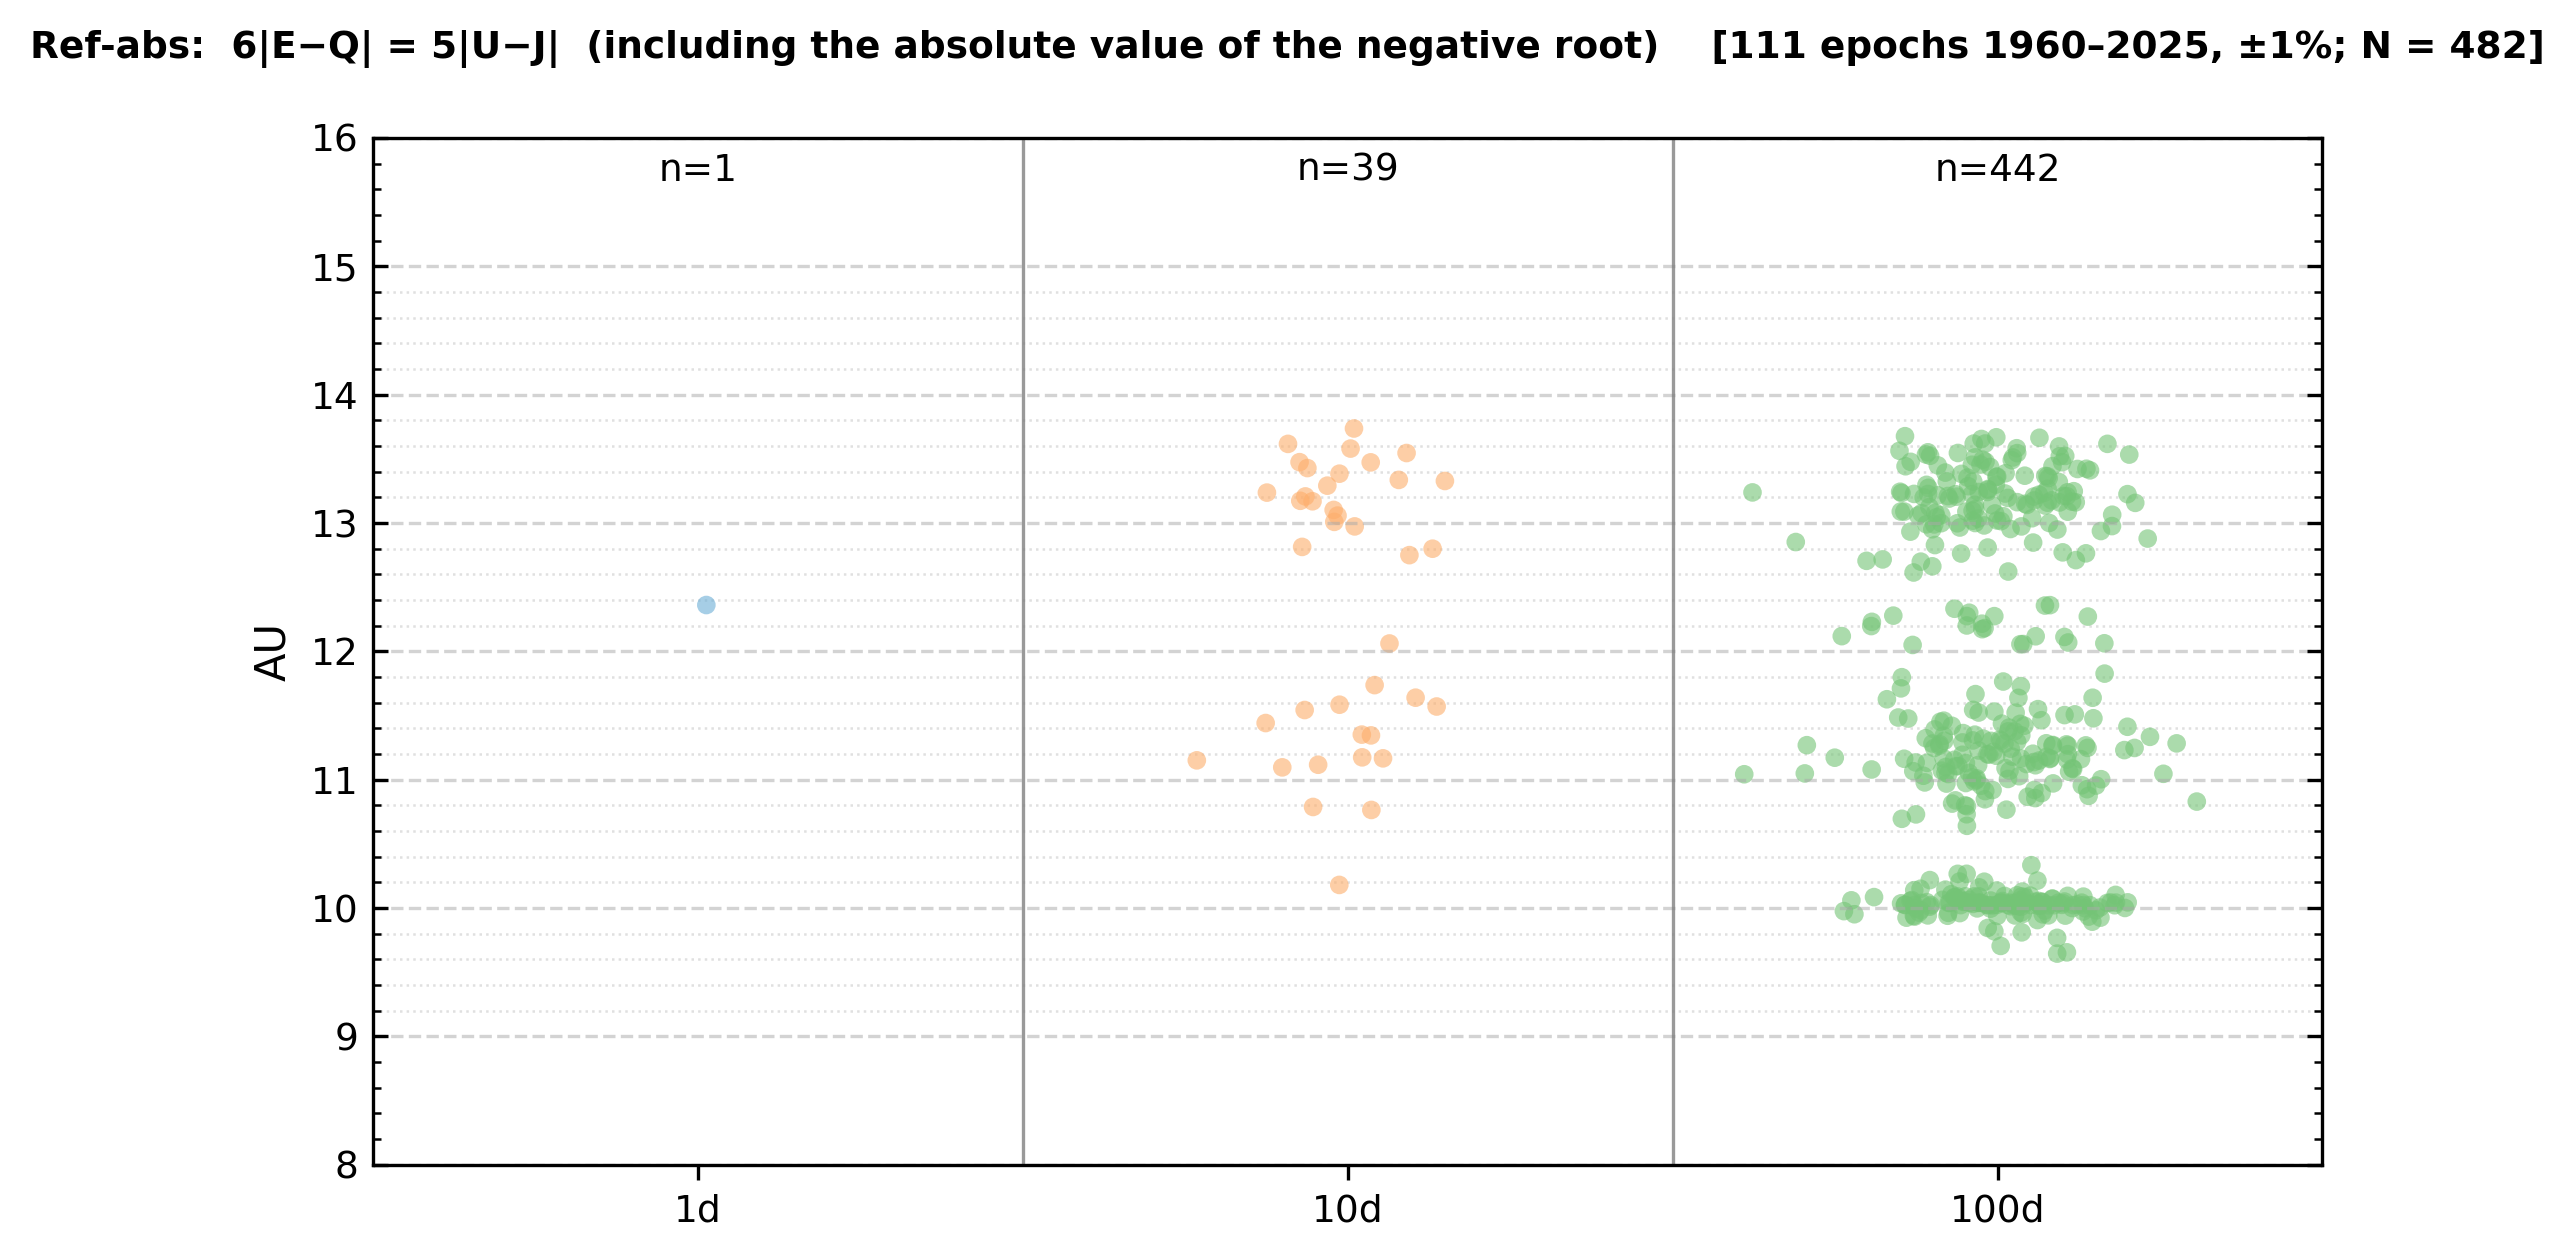 Ref-abs:  6|E−Q| = 5|U−J|  (including the absolute value of the negative root)    [111 epochs 1960–2025, ±1%; N = 482]
16
n=1 n=39 n=442
15
14
13
AU
12
11
10
9
8
1d 10d 100d